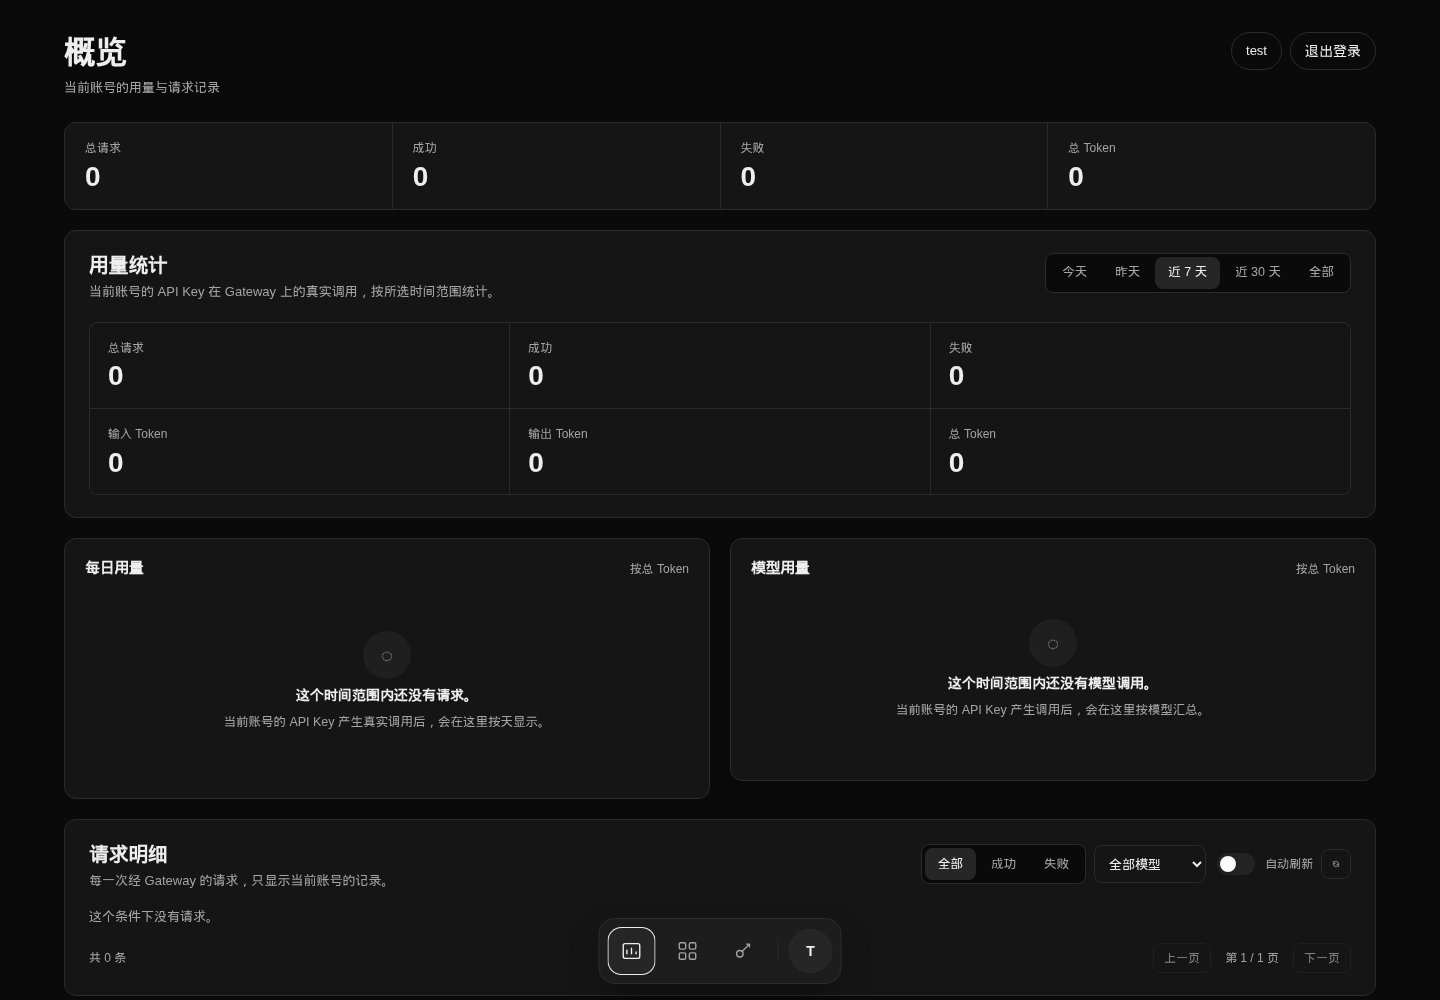 概览
test
退出登录
当前账号的用量与请求记录
总请求
0
成功
0
失败
0
总 Token
0
用量统计
当前账号的 API Key 在 Gateway 上的真实调用，按所选时间范围统计。
今天
昨天
近 7 天
近 30 天
全部
总请求
0
成功
0
失败
0
输入 Token
0
输出 Token
0
总 Token
0
每日用量
按总 Token
这个时间范围内还没有请求。
当前账号的 API Key 产生真实调用后，会在这里按天显示。
模型用量
按总 Token
这个时间范围内还没有模型调用。
当前账号的 API Key 产生调用后，会在这里按模型汇总。
请求明细
每一次经 Gateway 的请求，只显示当前账号的记录。
全部
成功
失败
全部模型
自动刷新
这个条件下没有请求。
共 0 条
T
上一页
第 1 / 1 页
下一页